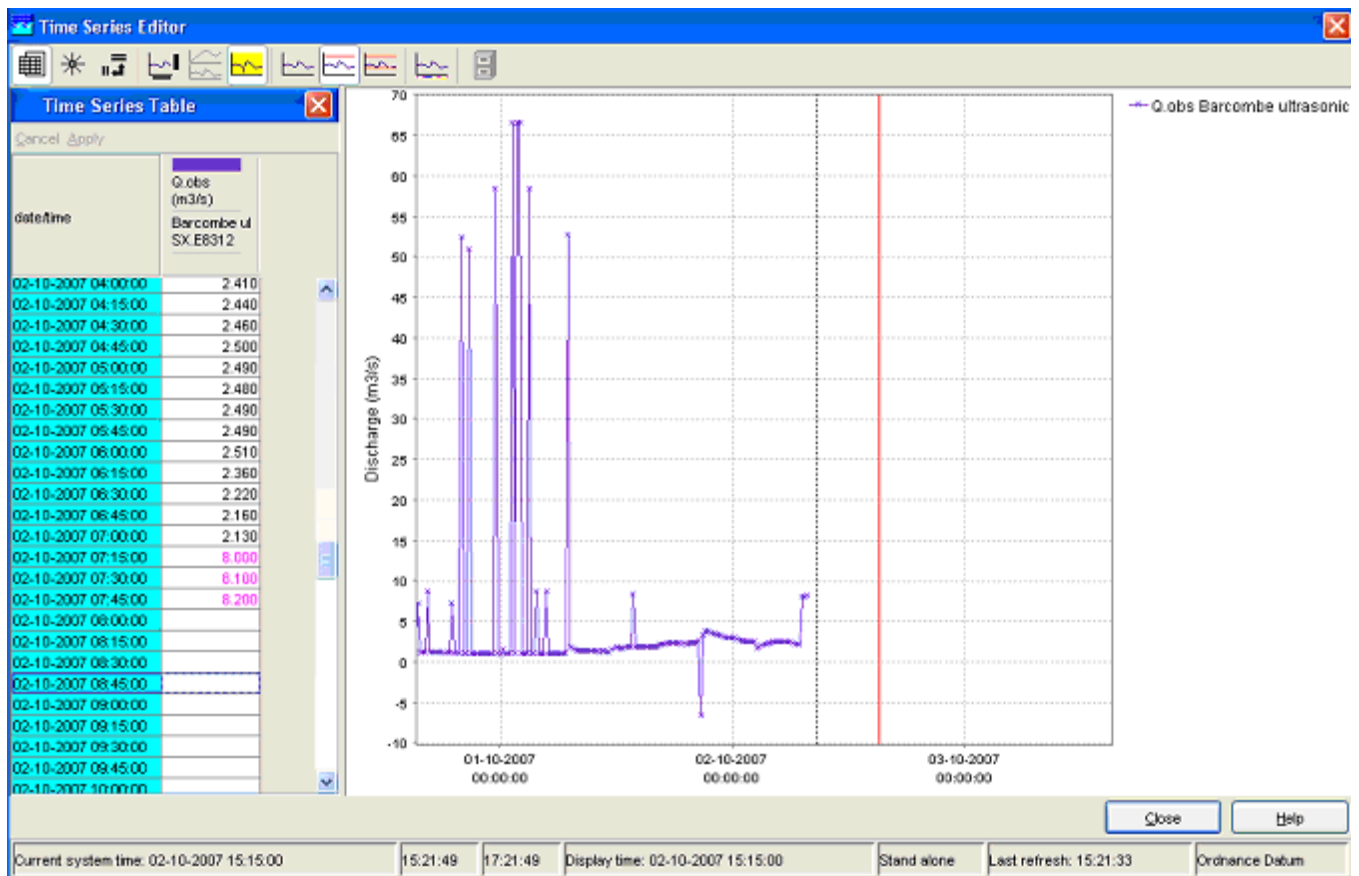 Time Series Editor
Time Series Table
Cancel Apply
date/time
Q.obs
(m3/s)
Barcombe ul
SX.E8312
02-10-2007 04:00:00 2.410
02-10-2007 04:15:00 2.440
02-10-2007 04:30:00 2.460
02-10-2007 04:45:00 2.500
02-10-2007 05:00:00 2.490
02-10-2007 05:15:00 2.480
02-10-2007 05:30:00 2.490
02-10-2007 05:45:00 2.490
02-10-2007 06:00:00 2.510
02-10-2007 06:15:00 2.360
02-10-2007 06:30:00 2.220
02-10-2007 06:45:00 2.160
02-10-2007 07:00:00 2.130
02-10-2007 07:15:00 8.000
02-10-2007 07:30:00 8.100
02-10-2007 07:45:00 8.200
02-10-2007 08:00:00
02-10-2007 08:15:00
02-10-2007 08:30:00
02-10-2007 08:45:00
02-10-2007 09:00:00
02-10-2007 09:15:00
02-10-2007 09:30:00
02-10-2007 09:45:00
02-10-2007 10:00:00
Discharge (m3/s)
70
65
60
55
50
45
40
35
30
25
20
15
10
5
0
-5
-10
01-10-2007 02-10-2007 03-10-2007
00:00:00 00:00:00 00:00:00
Q.obs Barcombe ultrasonic
Close Help
Current system time: 02-10-2007 15:15:00 15:21:49 17:21:49 Display time: 02-10-2007 15:15:00 Stand alone Last refresh: 15:21:33 Ordnance Datum